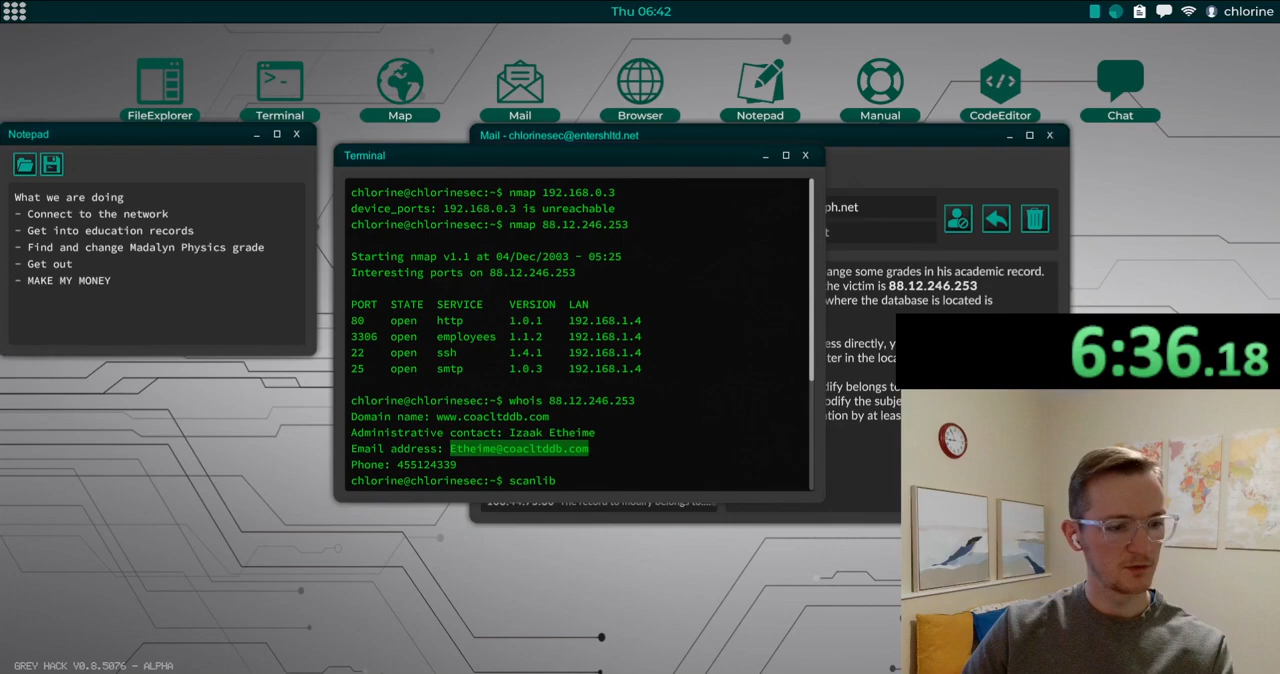 Thu 06:42
chlorine
FileExplorer
Terminal
Map
Mail
Browser
Notepad
Manual
CodeEditor
Chat
Notepad
What we are doing
- Connect to the network
- Get into education records
- Find and change Madalyn Physics grade
- Get out
- MAKE MY MONEY
Mail - chlorinesec@entershltd.net
ph.net
ange some grades in his academic record.
the victim is 88.12.246.253
where the database is located is
ess directly, y
ter in the loca
dify belongs to
odify the subje
tion by at leas
Terminal
chlorine@chlorinesec:~$ nmap 192.168.0.3
device_ports: 192.168.0.3 is unreachable
chlorine@chlorinesec:~$ nmap 88.12.246.253
Starting nmap v1.1 at 04/Dec/2003 - 05:25
Interesting ports on 88.12.246.253
PORT STATE SERVICE VERSION LAN
80 open http 1.0.1 192.168.1.4
3306 open employees 1.1.2 192.168.1.4
22 open ssh 1.4.1 192.168.1.4
25 open smtp 1.0.3 192.168.1.4
chlorine@chlorinesec:~$ whois 88.12.246.253
Domain name: www.coacltddb.com
Administrative contact: Izaak Etheime
Email address: Etheime@coacltddb.com
Phone: 455124339
chlorine@chlorinesec:~$ scanlib
6:36.18
GREY HACK V0.8.5076 - ALPHA